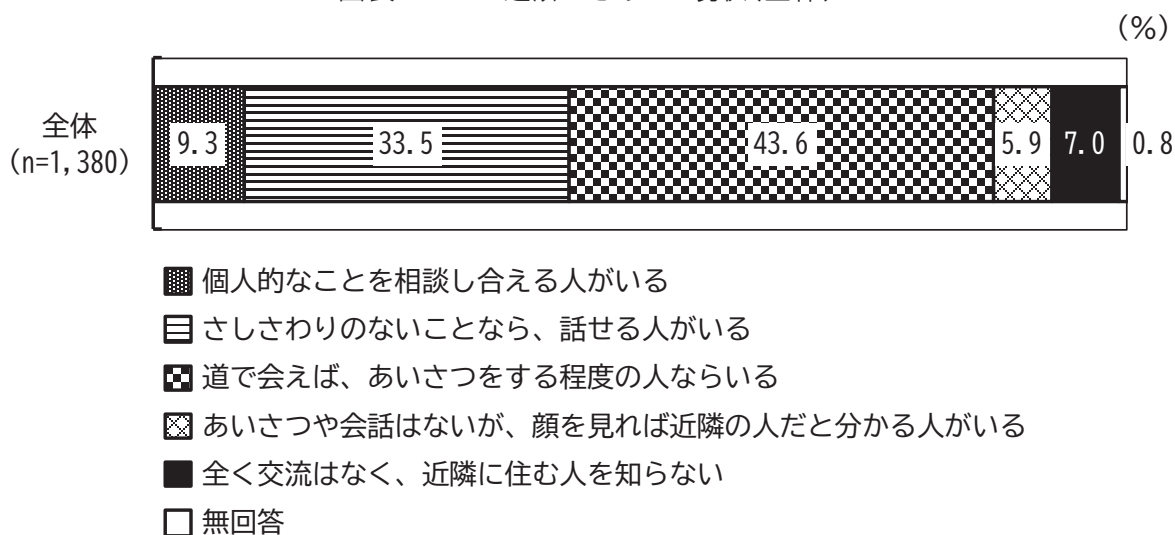 (％)
全体
(n=1,380)
9.3
33.5
43.6
5.9
7.0
0.8
個人的なことを相談し合える人がいる
さしさわりのないことなら、話せる人がいる
道で会えば、あいさつをする程度の人ならいる
あいさつや会話はないが、顔を見れば近隣の人だと分かる人がいる
全く交流はなく、近隣に住む人を知らない
無回答